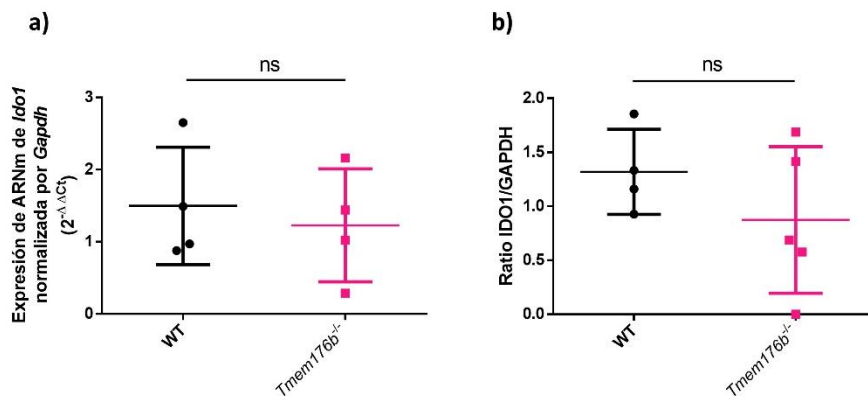 a)
ns
Expresión de ARNm de Ido1
normalizada por Gapdh
(2^-Δ ΔCt)
3
2
1
0
WT
Tmem176b^-/-
b)
ns
Ratio IDO1/GAPDH
2.0
1.5
1.0
0.5
0.0
WT
Tmem176b^-/-